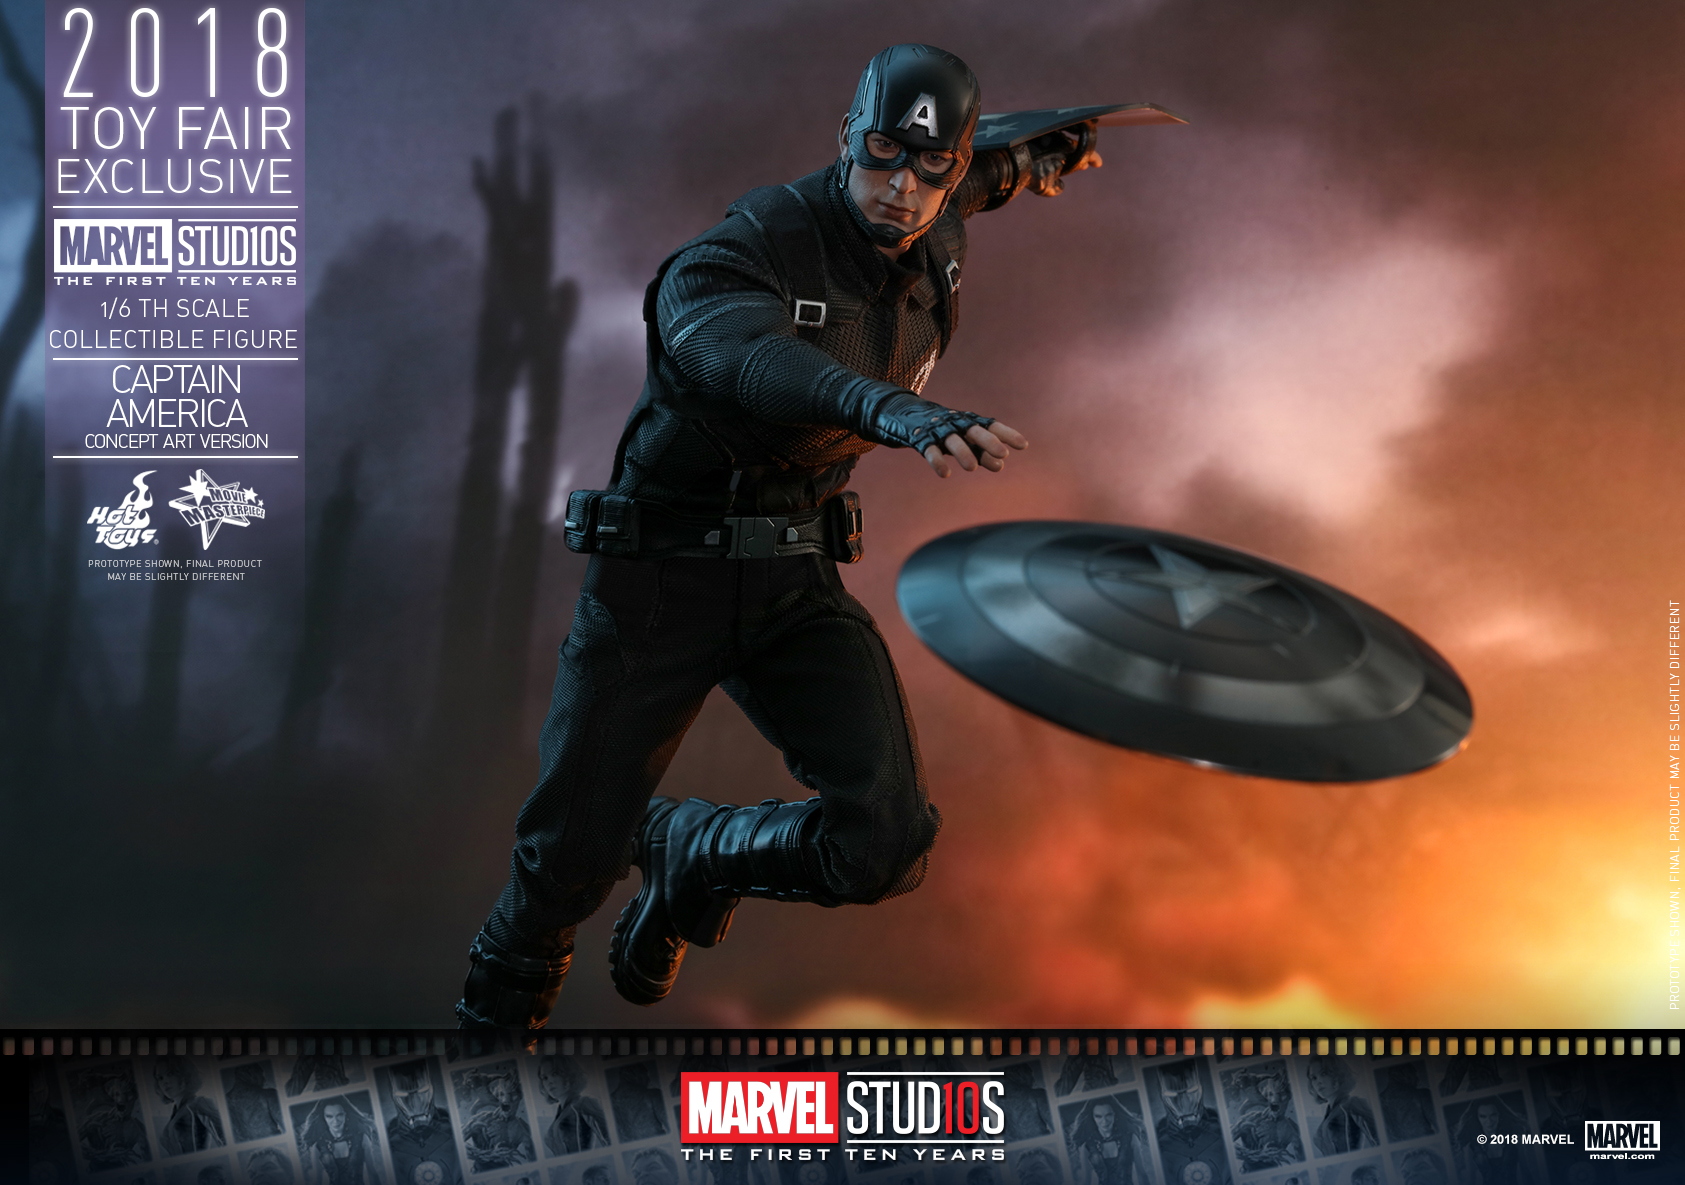 2018
TOY FAIR
EXCLUSIVE
MARVEL STUD10S
THE FIRST TEN YEARS
1/6 TH SCALE
COLLECTIBLE FIGURE
CAPTAIN
AMERICA
CONCEPT ART VERSION
Hot
Toys®
MOVIE
MASTERPIECE
PROTOTYPE SHOWN, FINAL PRODUCT
MAY BE SLIGHTLY DIFFERENT
A
PROTOTYPE SHOWN, FINAL PRODUCT MAY BE SLIGHTLY DIFFERENT
MARVEL STUD10S
THE FIRST TEN YEARS
© 2018 MARVEL
MARVEL
marvel.com